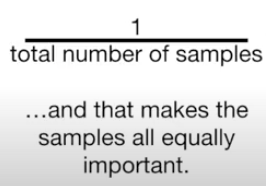 1
total number of samples
...and that makes the
samples all equally
important.